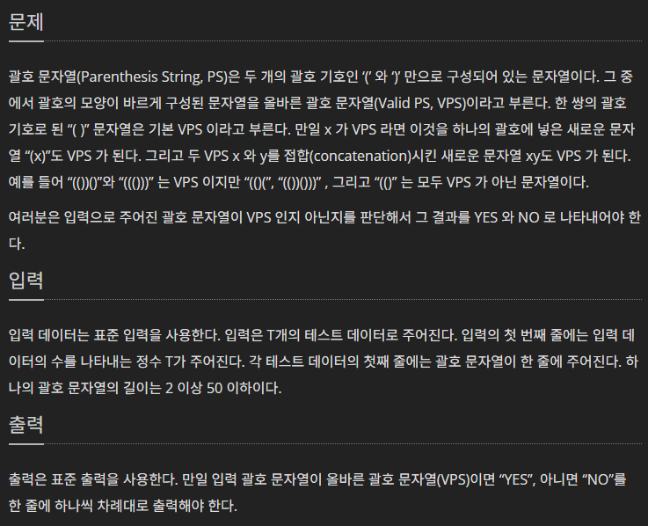 문제
괄호 문자열(Parenthesis String, PS)은 두 개의 괄호 기호인 ‘(’ 와 ‘)’ 만으로 구성되어 있는 문자열이다. 그 중
에서 괄호의 모양이 바르게 구성된 문자열을 올바른 괄호 문자열(Valid PS, VPS)이라고 부른다. 한 쌍의 괄호
기호로 된 “( )” 문자열은 기본 VPS 이라고 부른다. 만일 x 가 VPS 라면 이것을 하나의 괄호에 넣은 새로운 문자
열 “(x)”도 VPS 가 된다. 그리고 두 VPS x 와 y를 접합(concatenation)시킨 새로운 문자열 xy도 VPS 가 된다.
예를 들어 “(())()”와 “((()))” 는 VPS 이지만 “(()(”, “(())()))” , 그리고 “(()” 는 모두 VPS 가 아닌 문자열이다.
여러분은 입력으로 주어진 괄호 문자열이 VPS 인지 아닌지를 판단해서 그 결과를 YES 와 NO 로 나타내어야 한
다.
입력
입력 데이터는 표준 입력을 사용한다. 입력은 T개의 테스트 데이터로 주어진다. 입력의 첫 번째 줄에는 입력 데
이터의 수를 나타내는 정수 T가 주어진다. 각 테스트 데이터의 첫째 줄에는 괄호 문자열이 한 줄에 주어진다. 하
나의 괄호 문자열의 길이는 2 이상 50 이하이다.
출력
출력은 표준 출력을 사용한다. 만일 입력 괄호 문자열이 올바른 괄호 문자열(VPS)이면 “YES”, 아니면 “NO”를
한 줄에 하나씩 차례대로 출력해야 한다.